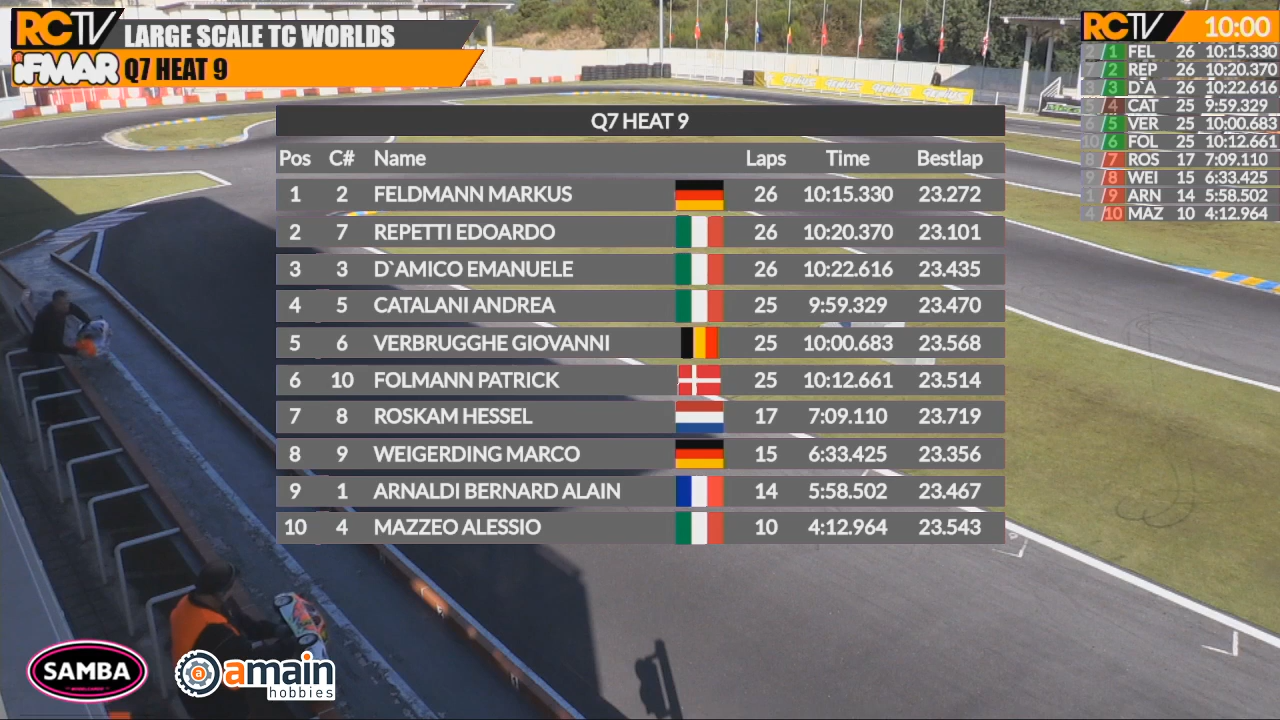 RCTV LARGE SCALE TC WORLDS
iFMAR Q7 HEAT 9
RCTV 10:00
2 1 FEL 26 10:15.330
7 2 REP 26 10:20.370
3 3 D`A 26 10:22.616
5 4 CAT 25 9:59.329
6 5 VER 25 10:00.683
10 6 FOL 25 10:12.661
8 7 ROS 17 7:09.110
9 8 WEI 15 6:33.425
1 9 ARN 14 5:58.502
4 10 MAZ 10 4:12.964
Q7 HEAT 9
Pos C# Name Laps Time Bestlap
1 2 FELDMANN MARKUS 26 10:15.330 23.272
2 7 REPETTI EDOARDO 26 10:20.370 23.101
3 3 D`AMICO EMANUELE 26 10:22.616 23.435
4 5 CATALANI ANDREA 25 9:59.329 23.470
5 6 VERBRUGGHE GIOVANNI 25 10:00.683 23.568
6 10 FOLMANN PATRICK 25 10:12.661 23.514
7 8 ROSKAM HESSEL 17 7:09.110 23.719
8 9 WEIGERDING MARCO 15 6:33.425 23.356
9 1 ARNALDI BERNARD ALAIN 14 5:58.502 23.467
10 4 MAZZEO ALESSIO 10 4:12.964 23.543
SAMBA
amain
hobbies